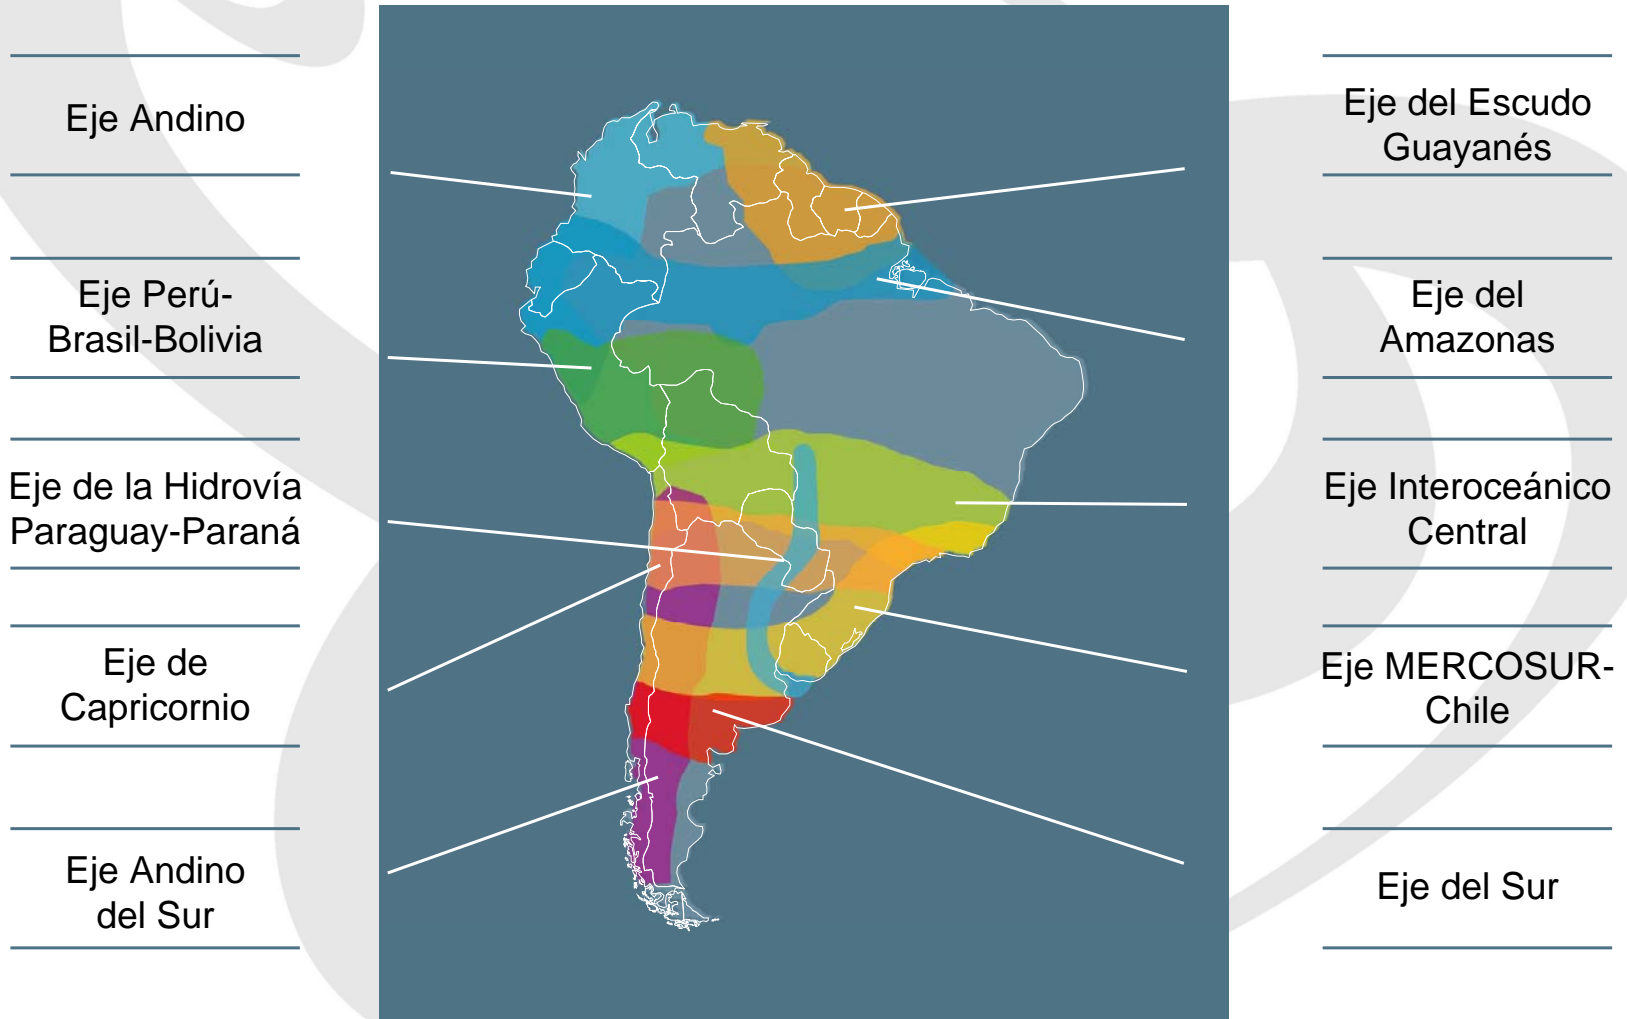 Eje Andino
Eje Perú-
Brasil-Bolivia
Eje de la Hidrovía
Paraguay-Paraná
Eje de
Capricornio
Eje Andino
del Sur
Eje del Escudo
Guayanés
Eje del
Amazonas
Eje Interoceánico
Central
Eje MERCOSUR-
Chile
Eje del Sur